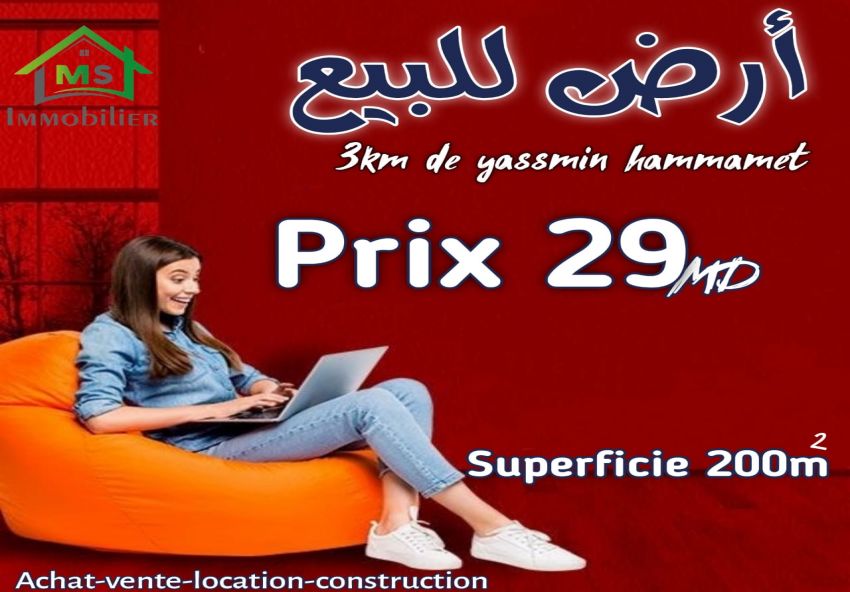 MS
IMMOBILIER
أرض للبيع
3km de yassmin hammamet
Prix 29MD
Superficie 200m²
Achat-vente-location-construction